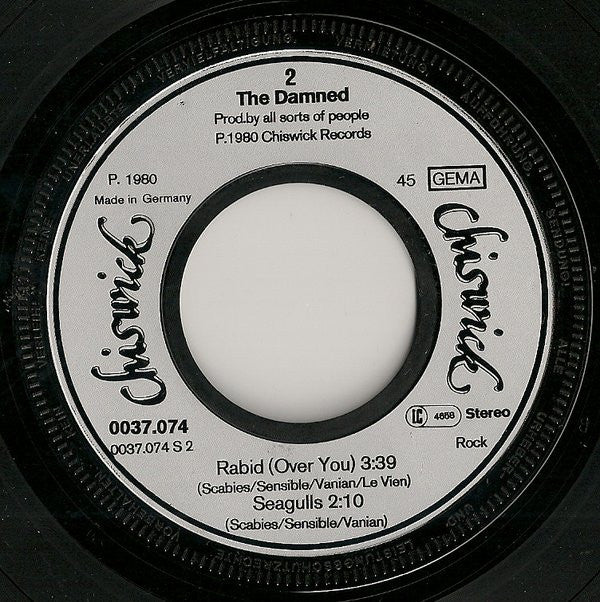 2
The Damned
Prod.by all sorts of people
P.1980 Chiswick Records
P. 1980
45 GEMA
Made in Germany
Chiswick
Chiswick
0037.074
LC 4658 Stereo
0037.074 S 2
Rock
Rabid (Over You) 3:39
(Scabies/Sensible/Vanian/Le Vien)
Seagulls 2:10
(Scabies/Sensible/Vanian)